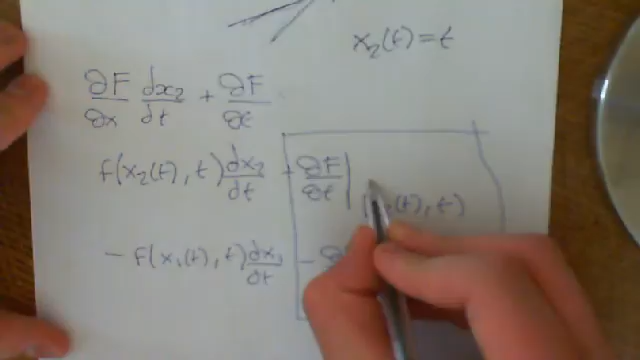 x₂(t) = t
∂F/∂x dx₂/dt + ∂F/∂t
f(x₂(t), t) dx₂/dt + ∂F/∂t | (t), t)
- f(x₁(t), t) dx₁/dt - ∂